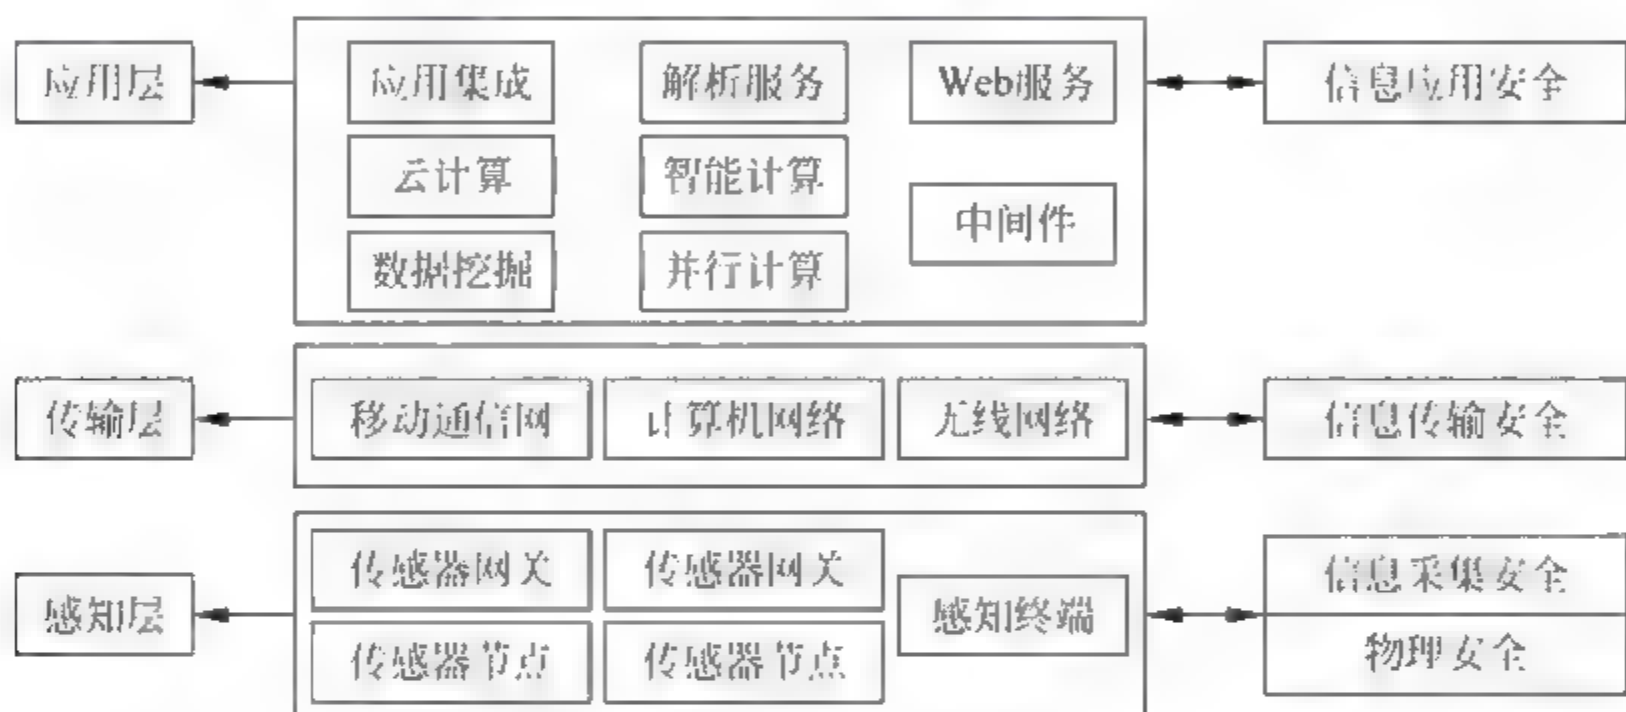 应用层
应用集成
解析服务
Web服务
信息应用安全
云计算
智能计算
中间件
数据挖掘
并行计算
传输层
移动通信网
计算机网络
无线网络
信息传输安全
感知层
传感器网关
传感器网关
感知终端
信息采集安全
传感器节点
传感器节点
物理安全